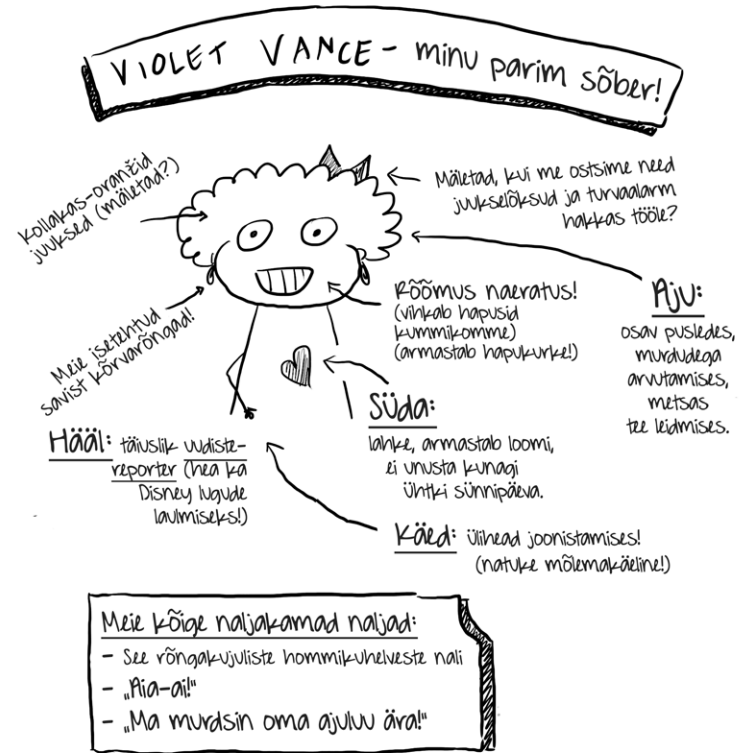 VIOLET VANCE - minu parim sõber!
kollakas-oranžid
juuksed (mäletad?)
Mäletad, kui me ostsime need
juukselõksud ja turvaalarm
hakkas tööle?
Meie isetehtud
savist kõrvarõngad!
Rõõmus naeratus!
(vihkab hapusid
kummikomme)
(armastab hapukurke!)
Aju:
osav pusledes,
murdudega
arvutamises,
metsas
tee leidmises.
Süda:
lahke, armastab loomi,
ei unusta kunagi
ühtki sünnipäeva.
Hääl: täiuslik uudiste-
reporter (hea ka
Disney lugude
laulmiseks!)
Käed: ülihead joonistamises!
(natuke mõlemakäeline!)
Meie kõige naljakamad naljad:
- See rõngakujuliste hommikuhelveste nali
- „Aia-ai!"
- „Ma murdsin oma ajuluu ära!"